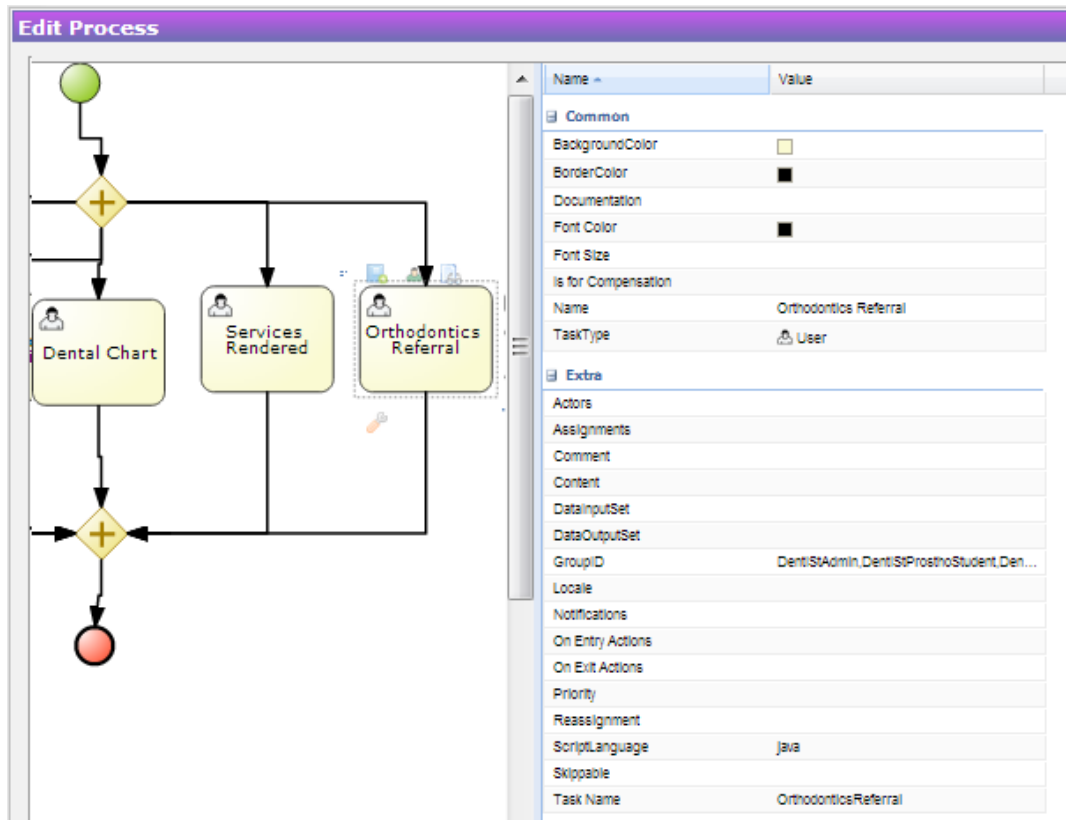 Edit Process
Dental Chart
Services
Rendered
Orthodontics
Referral
Name Value
Common
BackgroundColor
BorderColor
Documentation
Font Color
Font Size
Is for Compensation
Name Orthodontics Referral
TaskType User
Extra
Actors
Assignments
Comment
Content
DataInputSet
DataOutputSet
GroupID DentiStAdmin,DentiStProsthoStudent,Den...
Locale
Notifications
On Entry Actions
On Exit Actions
Priority
Reassignment
ScriptLanguage java
Skippable
Task Name OrthodonticsReferral